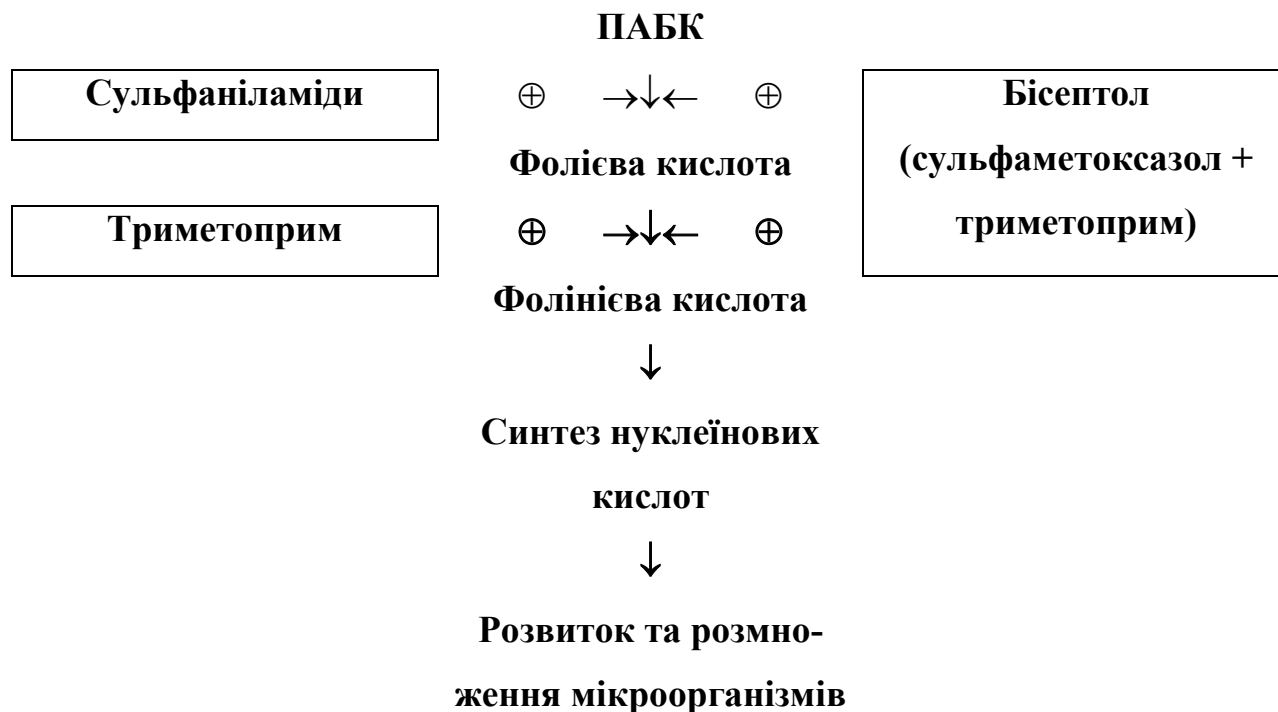 ПАБК
Сульфаніламіди ⊕ →↓← ⊕ Бісептол
Фолієва кислота (сульфаметоксазол +
Триметоприм ⊕ →↓← ⊕ триметоприм)
Фолінієва кислота
↓
Синтез нуклеїнових
кислот
↓
Розвиток та розмно-
ження мікроорганізмів